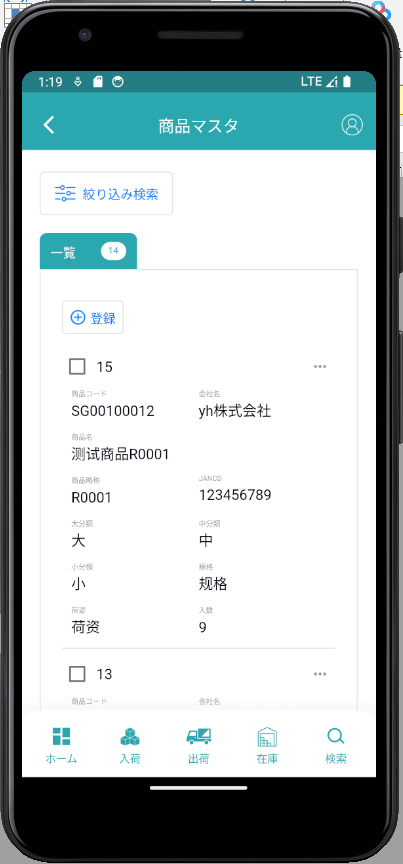 1:19 LTE
商品マスタ
絞り込み検索
一覧 14
登録
15
商品コード 会社名
SG00100012 yh株式会社
商品名
测试商品R0001
商品略称 JANCD
R0001 123456789
大分類 中分類
大 中
小分類 規格
小 规格
荷姿 入数
荷资 9
13
商品コード 会社名
ホーム 入荷 出荷 在庫 検索